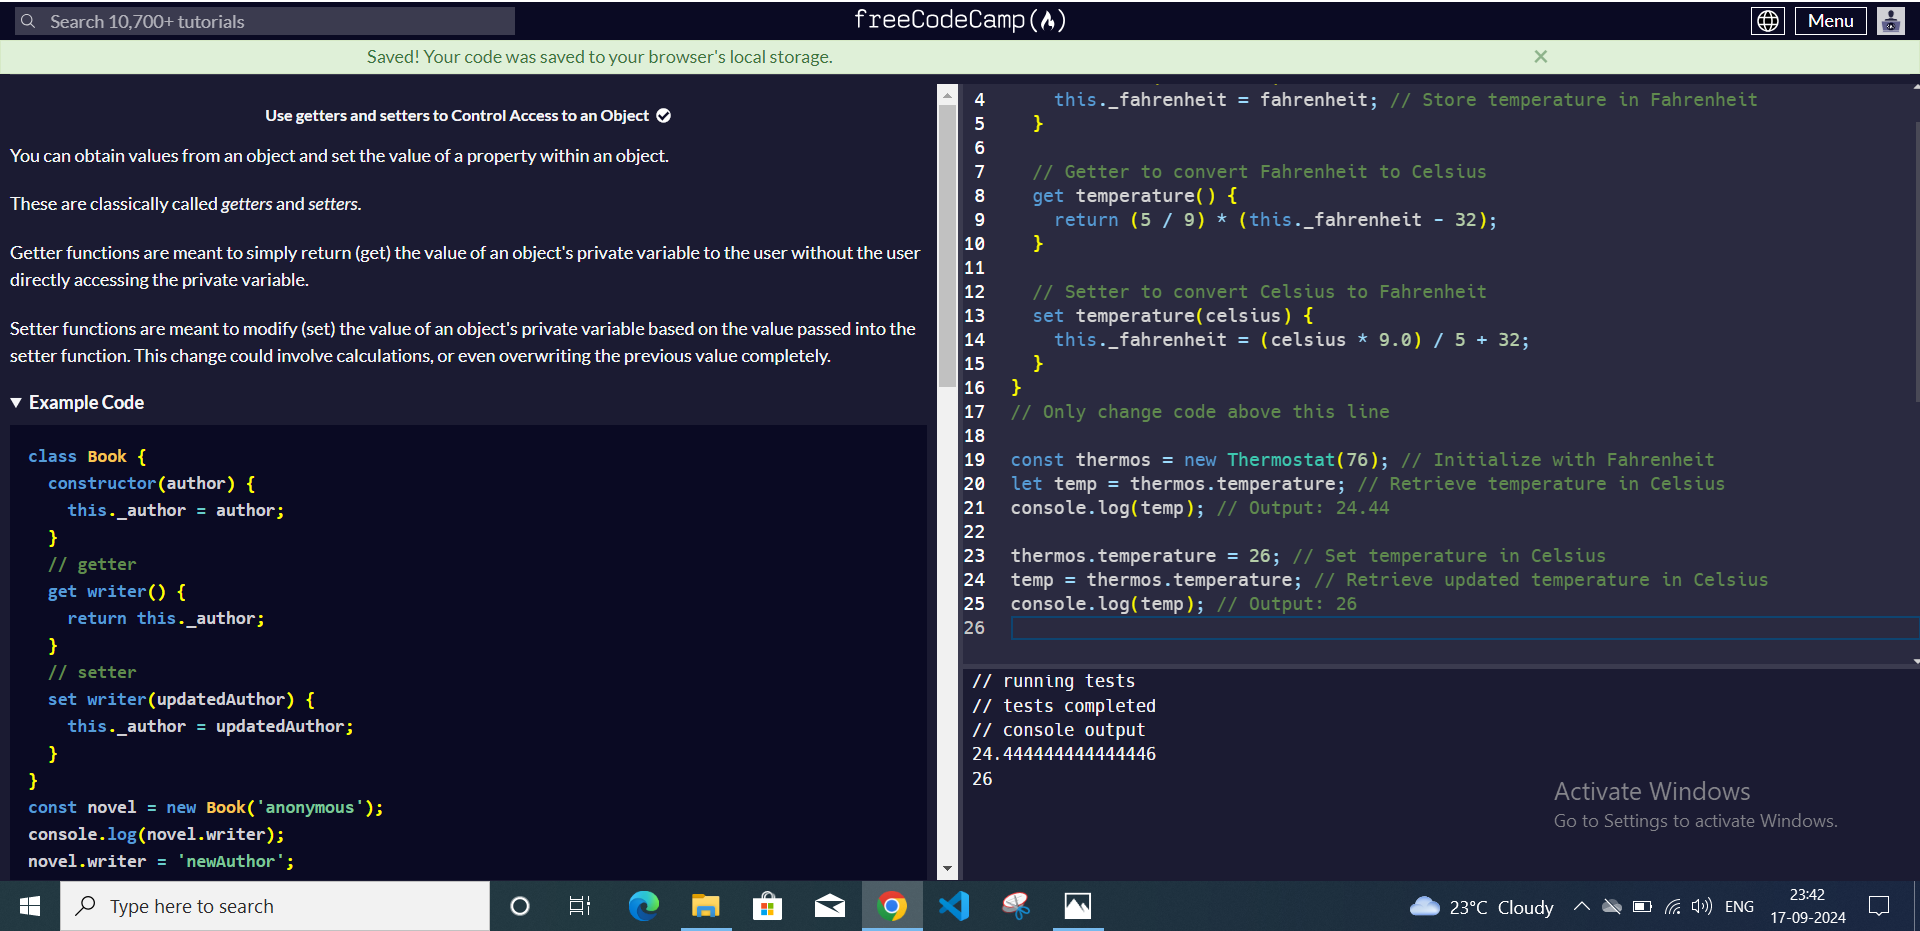 Search 10,700+ tutorials
freeCodeCamp
Menu
Saved! Your code was saved to your browser's local storage.
×
Use getters and setters to Control Access to an Object
You can obtain values from an object and set the value of a property within an object.
These are classically called getters and setters.
Getter functions are meant to simply return (get) the value of an object's private variable to the user without the user
directly accessing the private variable.
Setter functions are meant to modify (set) the value of an object's private variable based on the value passed into the
setter function. This change could involve calculations, or even overwriting the previous value completely.
▼ Example Code
class Book {
constructor(author) {
this._author = author;
}
// getter
get writer() {
return this._author;
}
// setter
set writer(updatedAuthor) {
this._author = updatedAuthor;
}
}
const novel = new Book('anonymous');
console.log(novel.writer);
novel.writer = 'newAuthor';
4 this._fahrenheit = fahrenheit; // Store temperature in Fahrenheit
5 }
6
7 // Getter to convert Fahrenheit to Celsius
8 get temperature() {
9 return (5 / 9) * (this._fahrenheit - 32);
10 }
11
12 // Setter to convert Celsius to Fahrenheit
13 set temperature(celsius) {
14 this._fahrenheit = (celsius * 9.0) / 5 + 32;
15 }
16 }
17 // Only change code above this line
18
19 const thermos = new Thermostat(76); // Initialize with Fahrenheit
20 let temp = thermos.temperature; // Retrieve temperature in Celsius
21 console.log(temp); // Output: 24.44
22
23 thermos.temperature = 26; // Set temperature in Celsius
24 temp = thermos.temperature; // Retrieve updated temperature in Celsius
25 console.log(temp); // Output: 26
26
// running tests
// tests completed
// console output
24.444444444444446
26
Activate Windows
Go to Settings to activate Windows.
Type here to search
23°C Cloudy
ENG
23:42
17-09-2024